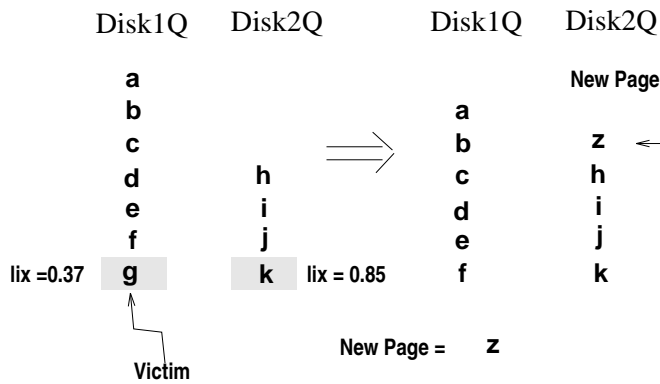 Disk1Q Disk2Q Disk1Q Disk2Q
a New Page
b a
c b z
d h c h
e i d i
f j e j
lix =0.37 g k lix = 0.85 f k
New Page = z
Victim